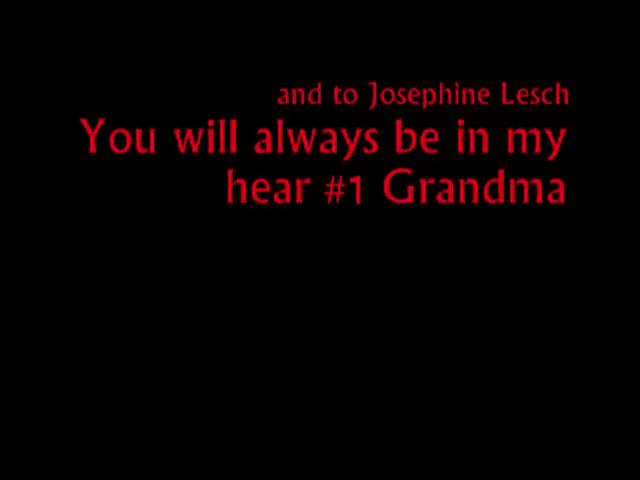 and to Josephine Lesch
You will always be in my
hear #1 Grandma